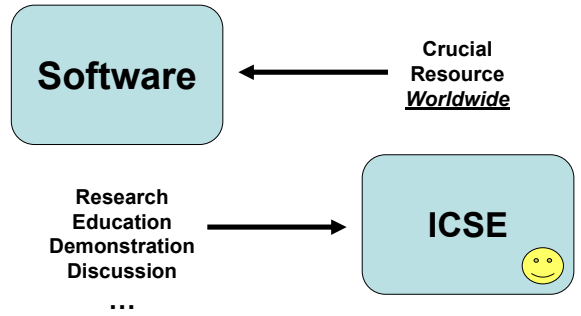 Software
Crucial
Resource
Worldwide
Research
Education
Demonstration
Discussion
...
ICSE